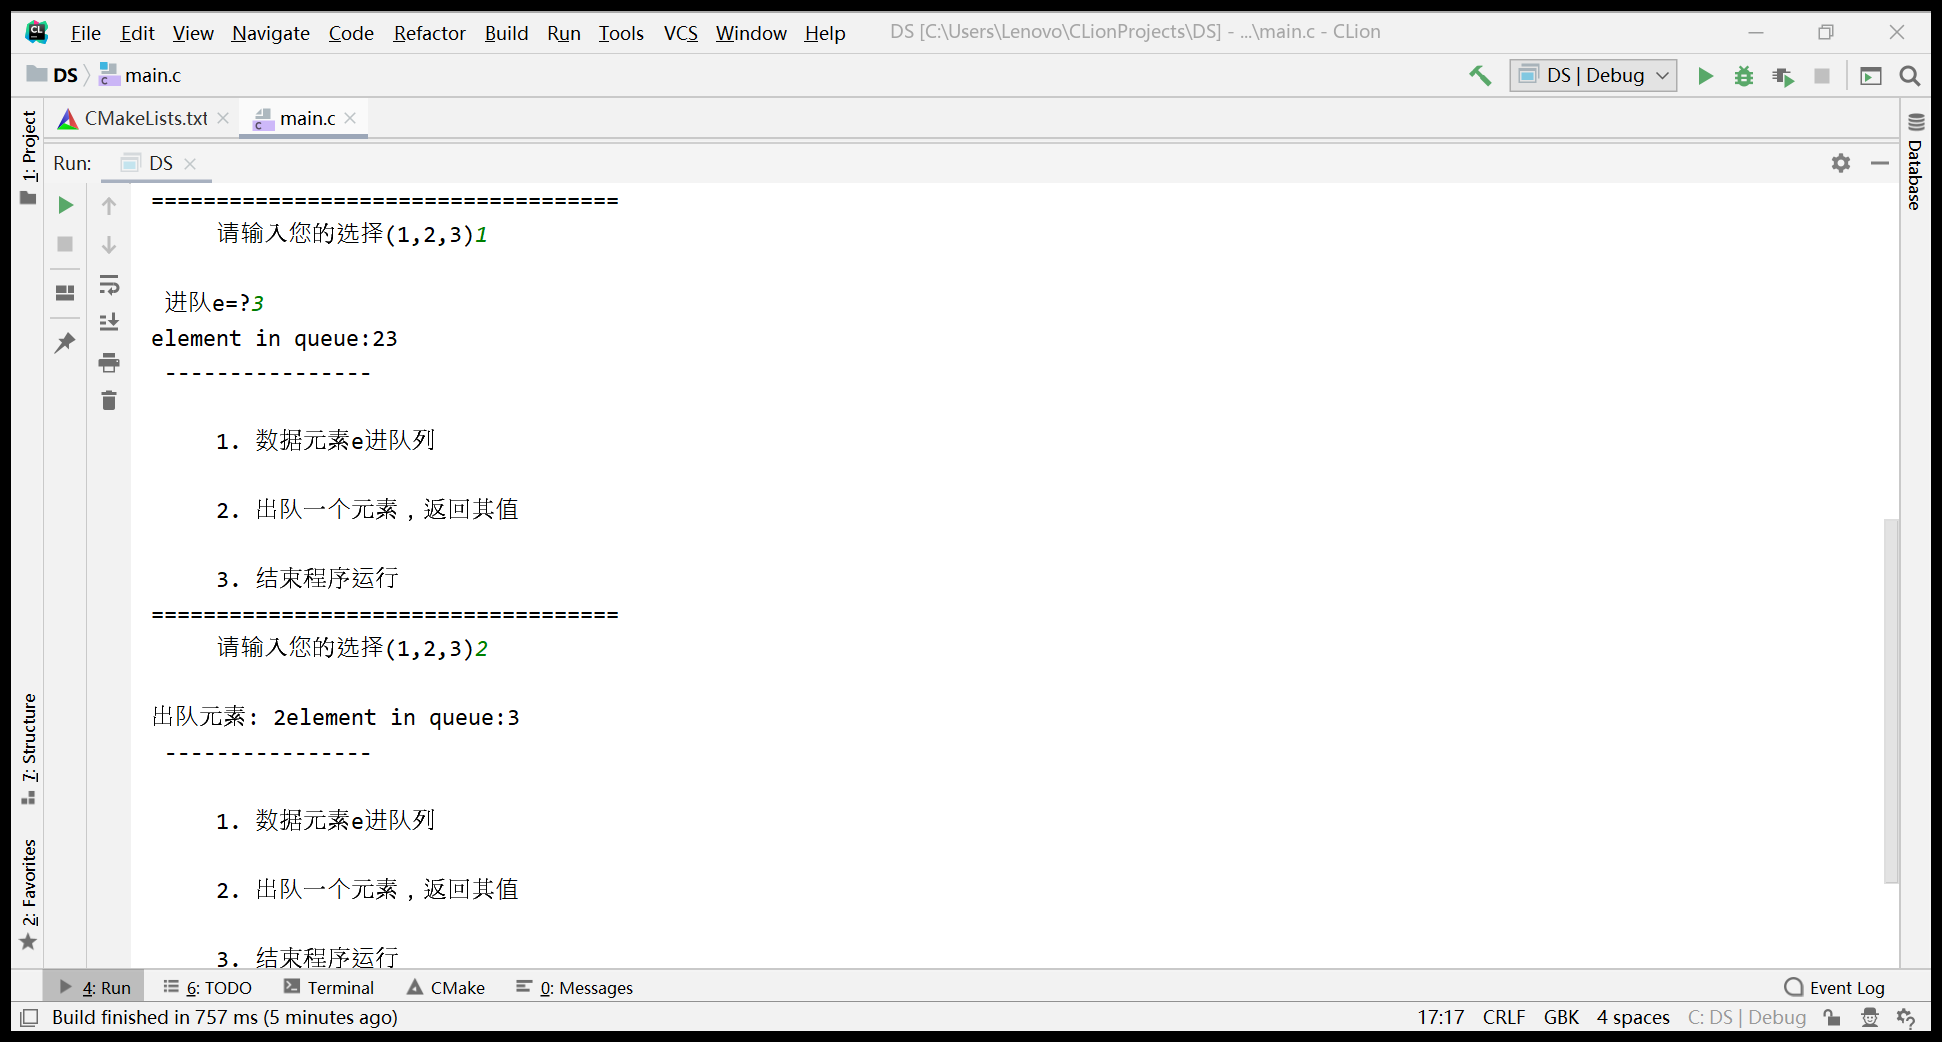 File Edit View Navigate Code Refactor Build Run Tools VCS Window Help DS [C:\Users\Lenovo\CLionProjects\DS] - ...\main.c - CLion
DS main.c DS | Debug
CMakeLists.txt main.c
1: Project
Database
Run: DS
====================================
请输入您的选择(1,2,3)1
进队e=?3
element in queue:23
----------------
1. 数据元素e进队列
2. 出队一个元素，返回其值
3. 结束程序运行
====================================
请输入您的选择(1,2,3)2
出队元素: 2element in queue:3
----------------
1. 数据元素e进队列
2. 出队一个元素，返回其值
3. 结束程序运行
7: Structure
2: Favorites
4: Run 6: TODO Terminal CMake 0: Messages Event Log
Build finished in 757 ms (5 minutes ago) 17:17 CRLF GBK 4 spaces C: DS | Debug